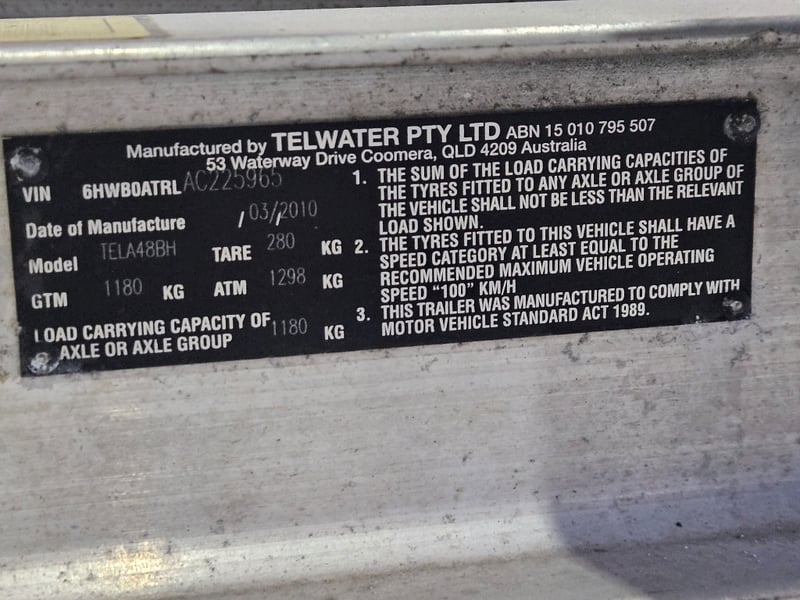 Manufactured by TELWATER PTY LTD ABN 15 010 795 507
53 Waterway Drive Coomera, QLD 4209 Australia
VIN 6HWB0ATRLAC225965
Date of Manufacture / 03/2010
Model TELA48BH TARE 280 KG
GTM 1180 KG ATM 1298 KG
LOAD CARRYING CAPACITY OF
AXLE OR AXLE GROUP 1180 KG
1. THE SUM OF THE LOAD CARRYING CAPACITIES OF
THE TYRES FITTED TO ANY AXLE OR AXLE GROUP OF
THE VEHICLE SHALL NOT BE LESS THAN THE RELEVANT
LOAD SHOWN.
2. THE TYRES FITTED TO THIS VEHICLE SHALL HAVE A
SPEED CATEGORY AT LEAST EQUAL TO THE
RECOMMENDED MAXIMUM VEHICLE OPERATING
SPEED "100" KM/H
3. THIS TRAILER WAS MANUFACTURED TO COMPLY WITH
MOTOR VEHICLE STANDARD ACT 1989.